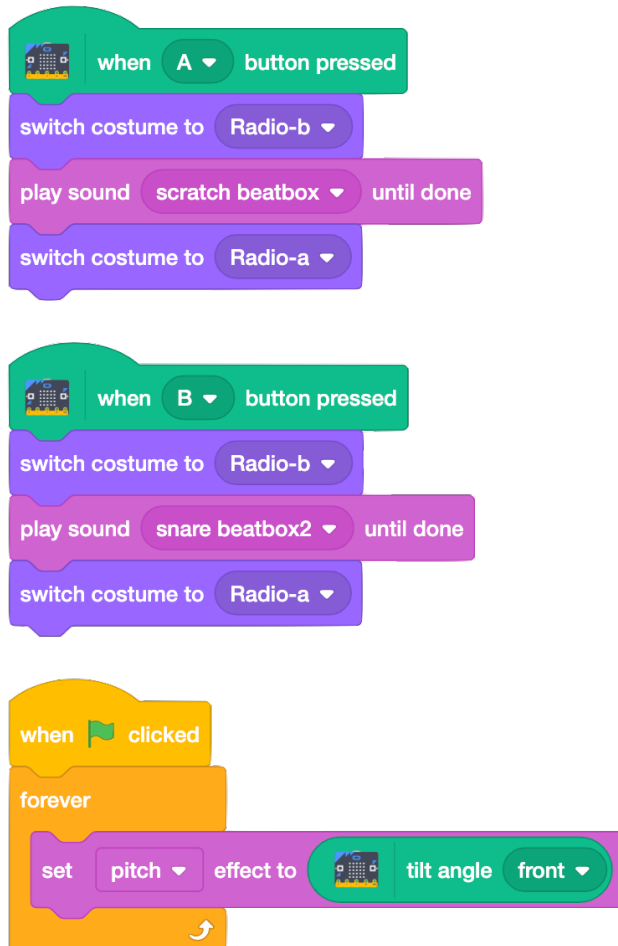 when A button pressed
switch costume to Radio-b
play sound scratch beatbox until done
switch costume to Radio-a
when B button pressed
switch costume to Radio-b
play sound snare beatbox2 until done
switch costume to Radio-a
when clicked
forever
set pitch effect to tilt angle front